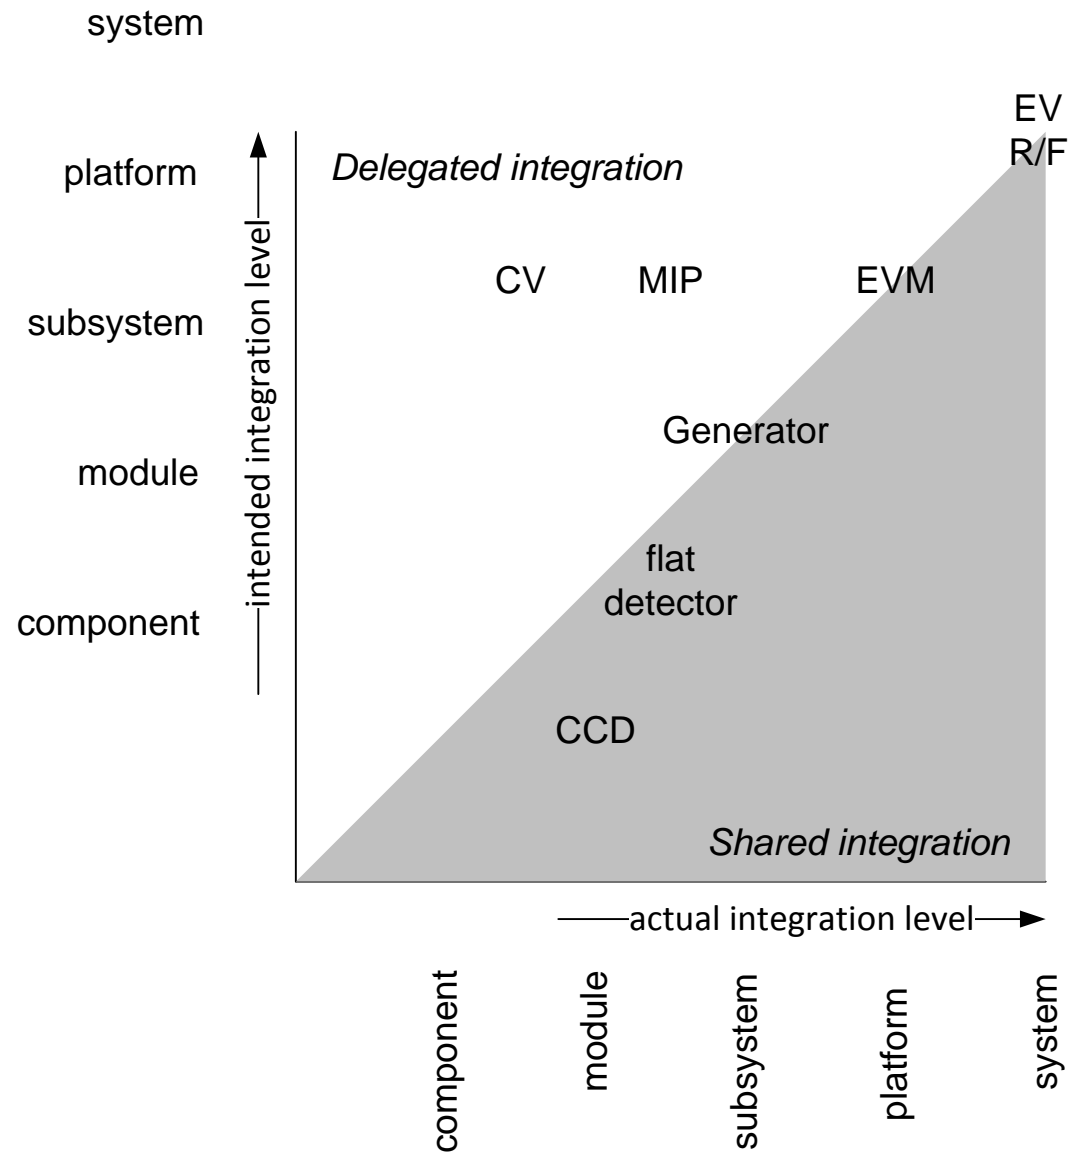 system
EV
R/F
platform
Delegated integration
intended integration level
CV
MIP
EVM
subsystem
Generator
module
flat
detector
component
CCD
Shared integration
actual integration level
component
module
subsystem
platform
system